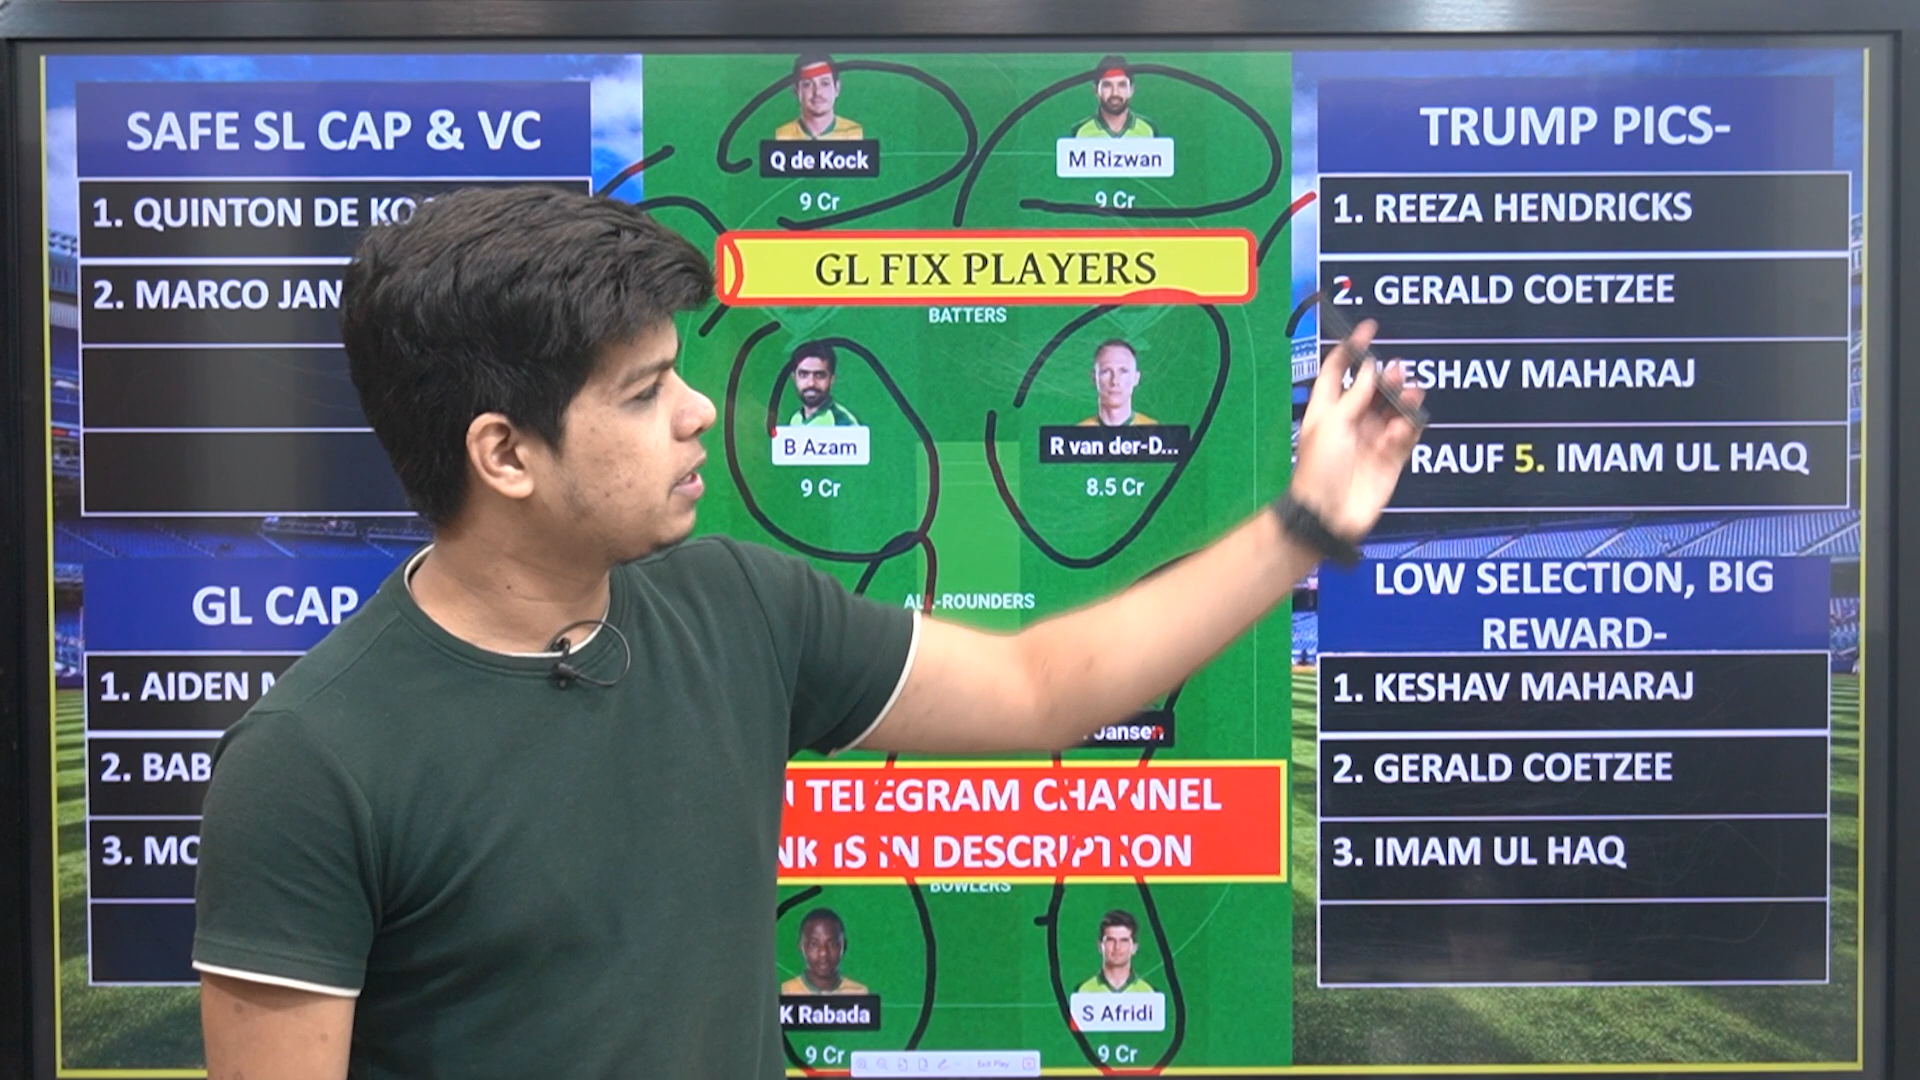 SAFE SL CAP & VC
1. QUINTON DE KO
2. MARCO JAN
GL CAP
1. AIDEN
2. BAB
3. MO
Q de Kock
9 Cr
M Rizwan
9 Cr
GL FIX PLAYERS
BATTERS
B Azam
9 Cr
R van der-D...
8.5 Cr
ALL-ROUNDERS
Jansen
TELEGRAM CHANNEL
NK IS IN DESCRIPTION
BOWLERS
K Rabada
9 Cr
S Afridi
9 Cr
TRUMP PICS-
1. REEZA HENDRICKS
2. GERALD COETZEE
KESHAV MAHARAJ
RAUF 5. IMAM UL HAQ
LOW SELECTION, BIG
REWARD-
1. KESHAV MAHARAJ
2. GERALD COETZEE
3. IMAM UL HAQ